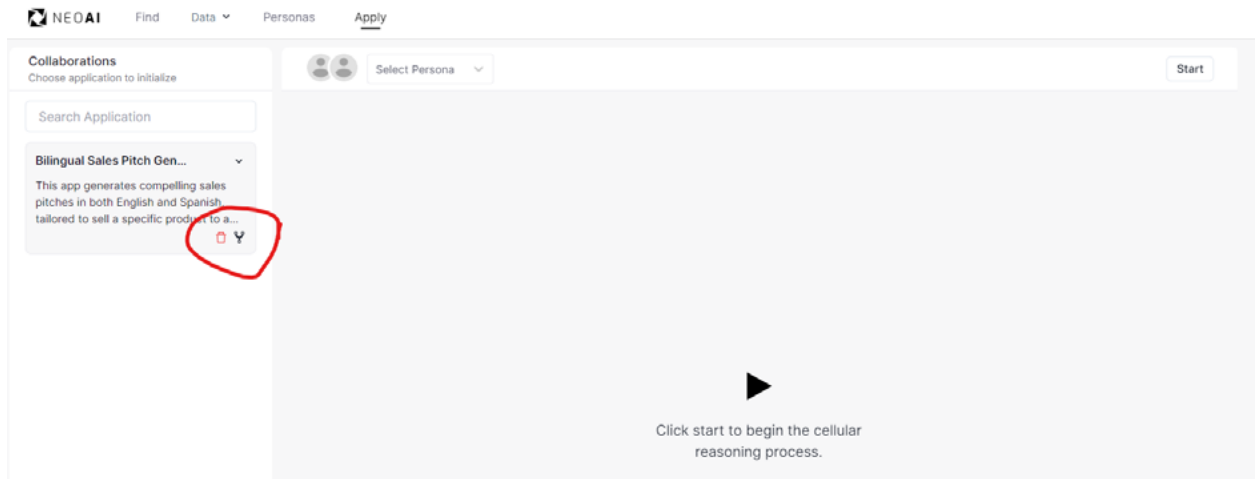 NEOAI Find Data Personas Apply
Collaborations
Choose application to initialize
Search Application
Bilingual Sales Pitch Gen...
This app generates compelling sales
pitches in both English and Spanish,
tailored to sell a specific product to a...
Select Persona
Start
Click start to begin the cellular
reasoning process.